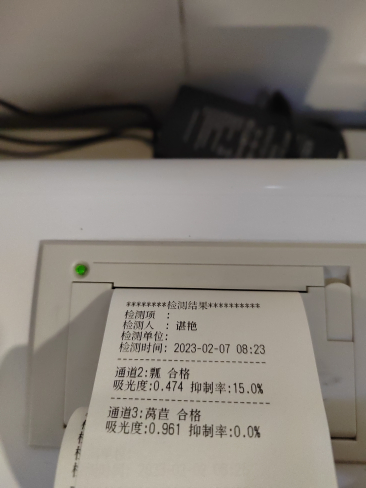 ********检测结果**********
检测项 :
检测人 : 谌艳
检测单位:
检测时间: 2023-02-07 08:23
--------------------------
通道2:瓢 合格
吸光度:0.474 抑制率:15.0%
--------------------------
通道3:莴苣 合格
吸光度:0.961 抑制率:0.0%